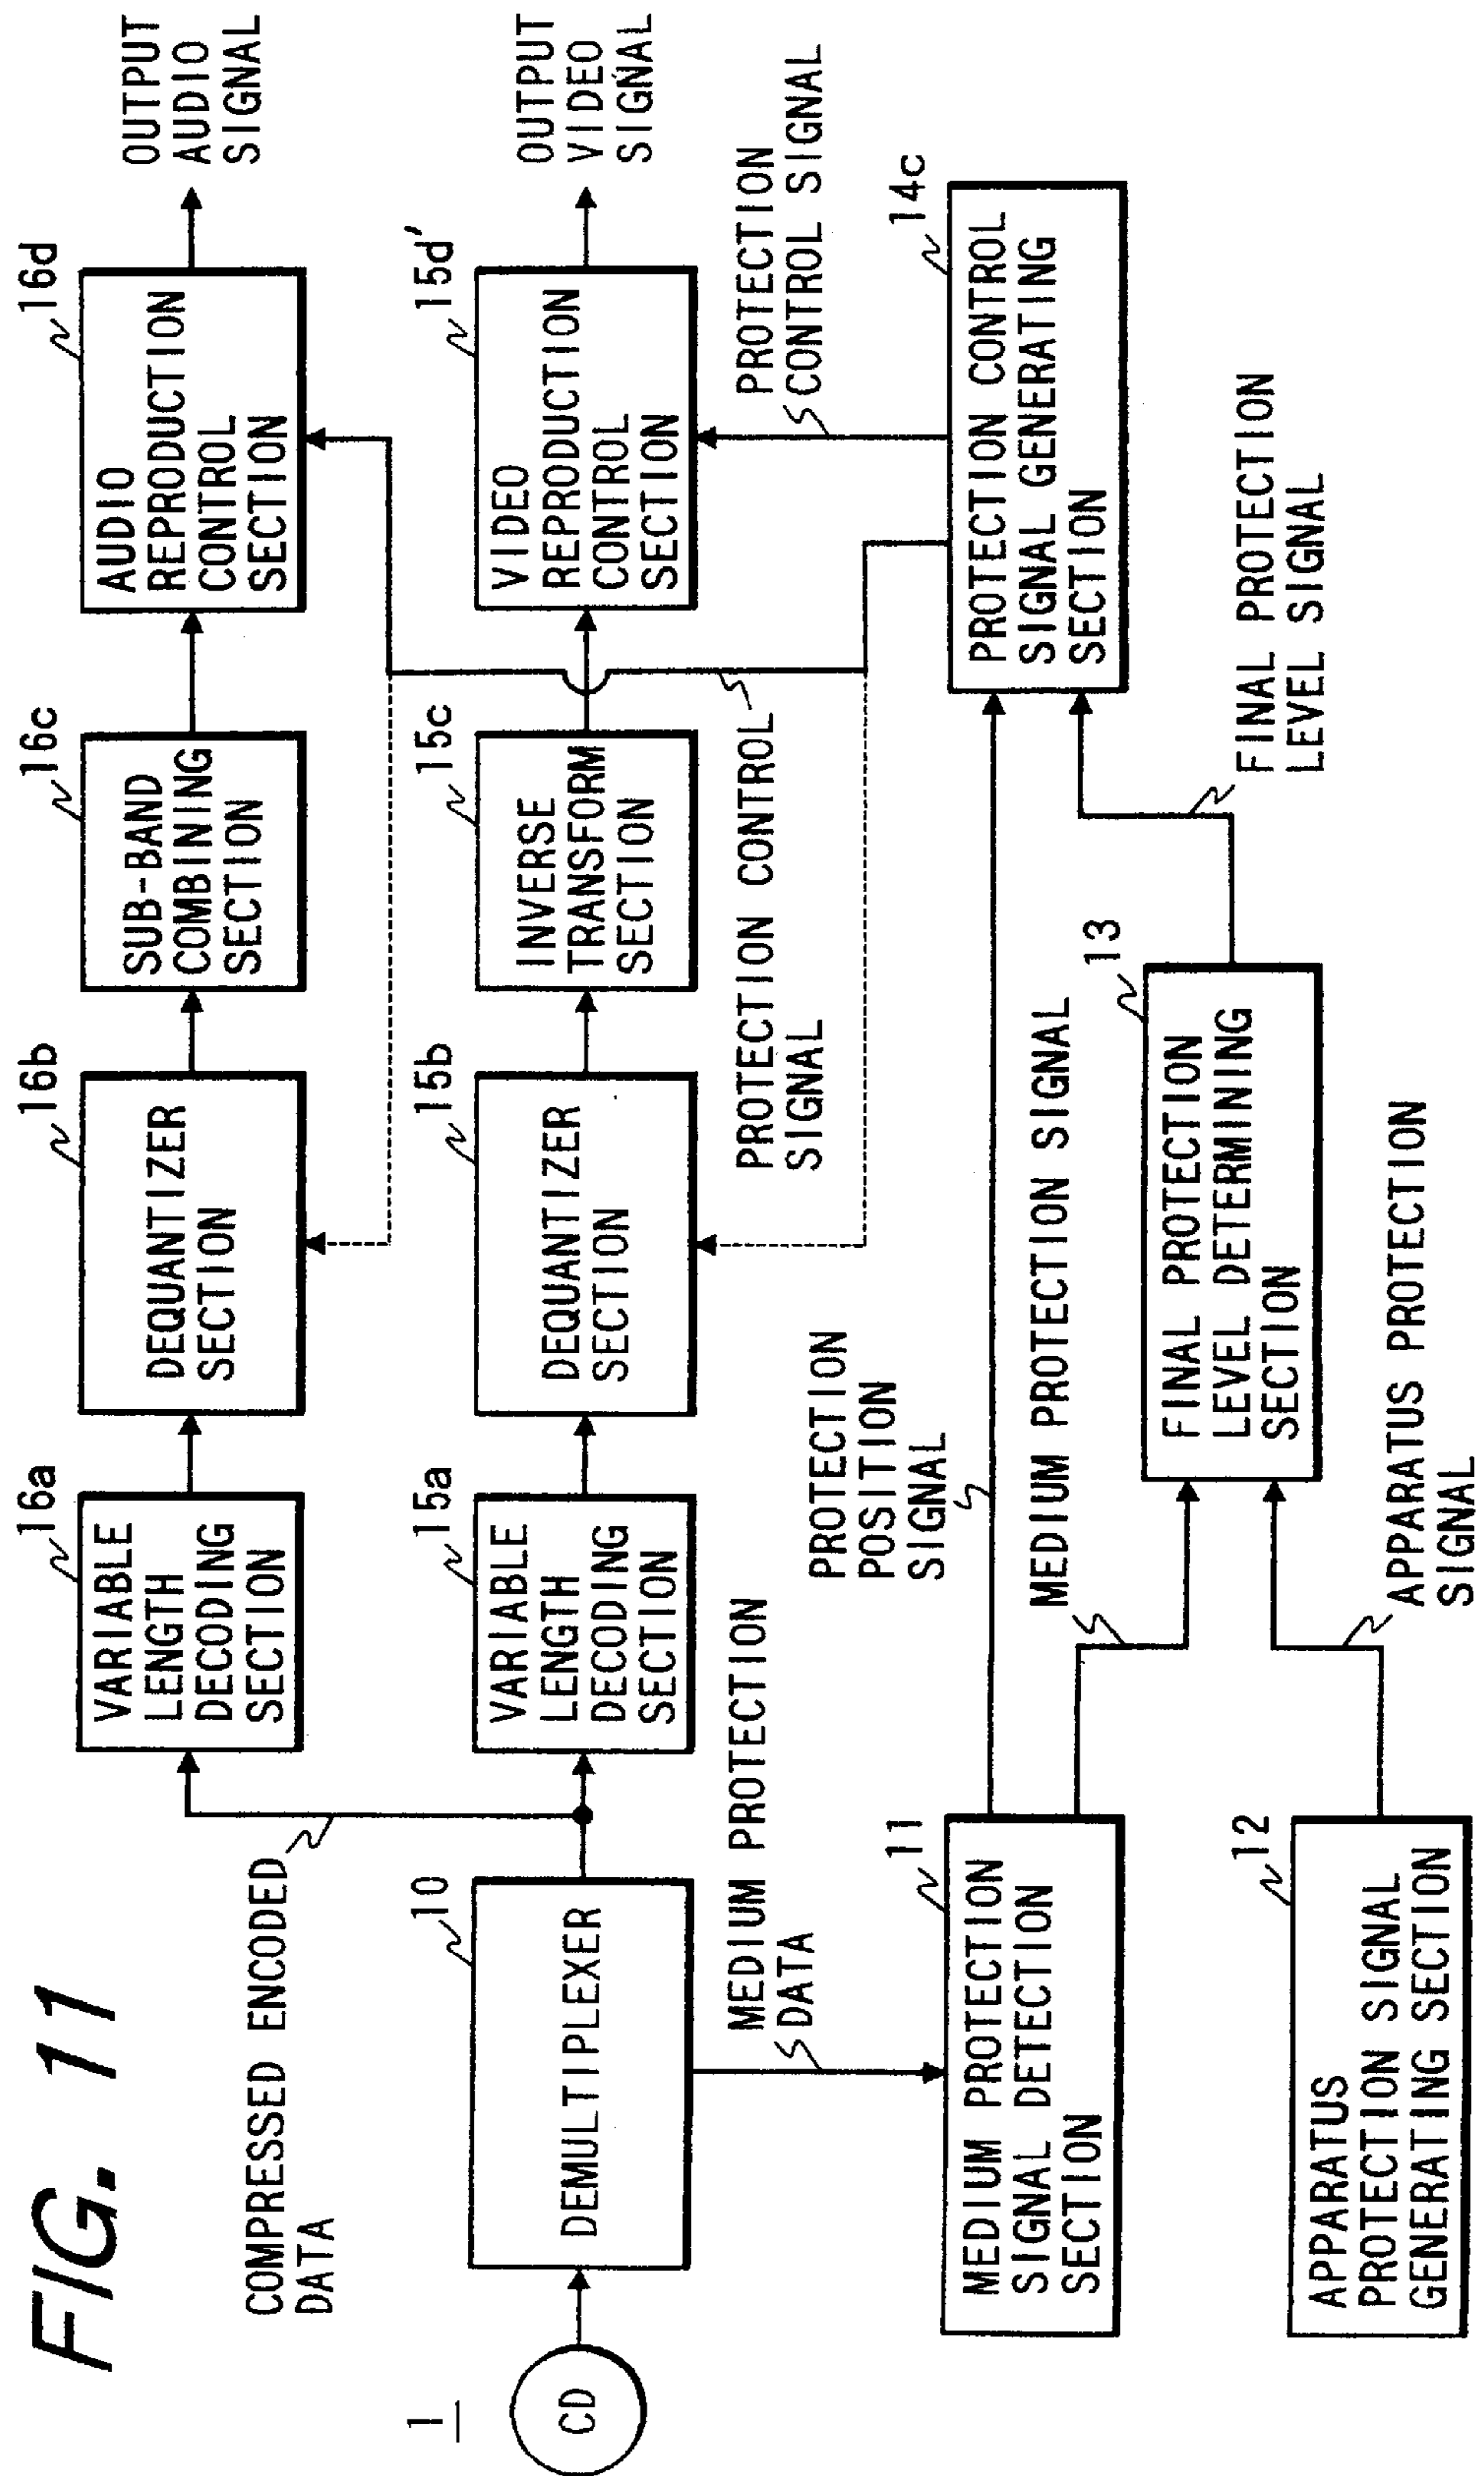 FIG. 11
COMPRESSED ENCODED
DATA
16a
VARIABLE
LENGTH
DECODING
SECTION
16b
DEQUANTIZER
SECTION
16c
SUB-BAND
COMBINING
SECTION
16d
AUDIO
REPRODUCTION
CONTROL
SECTION
OUTPUT
AUDIO
SIGNAL
1
CD
10
DEMULTIPLEXER
15a
VARIABLE
LENGTH
DECODING
SECTION
15b
DEQUANTIZER
SECTION
15c
INVERSE
TRANSFORM
SECTION
15d'
VIDEO
REPRODUCTION
CONTROL
SECTION
OUTPUT
VIDEO
SIGNAL
MEDIUM PROTECTION
DATA
PROTECTION
POSITION
SIGNAL
PROTECTION CONTROL
SIGNAL
PROTECTION
CONTROL SIGNAL
11
MEDIUM PROTECTION
SIGNAL DETECTION
SECTION
MEDIUM PROTECTION SIGNAL
14c
PROTECTION CONTROL
SIGNAL GENERATING
SECTION
12
APPARATUS
PROTECTION SIGNAL
GENERATING SECTION
13
FINAL PROTECTION
LEVEL DETERMINING
SECTION
FINAL PROTECTION
LEVEL SIGNAL
APPARATUS PROTECTION
SIGNAL